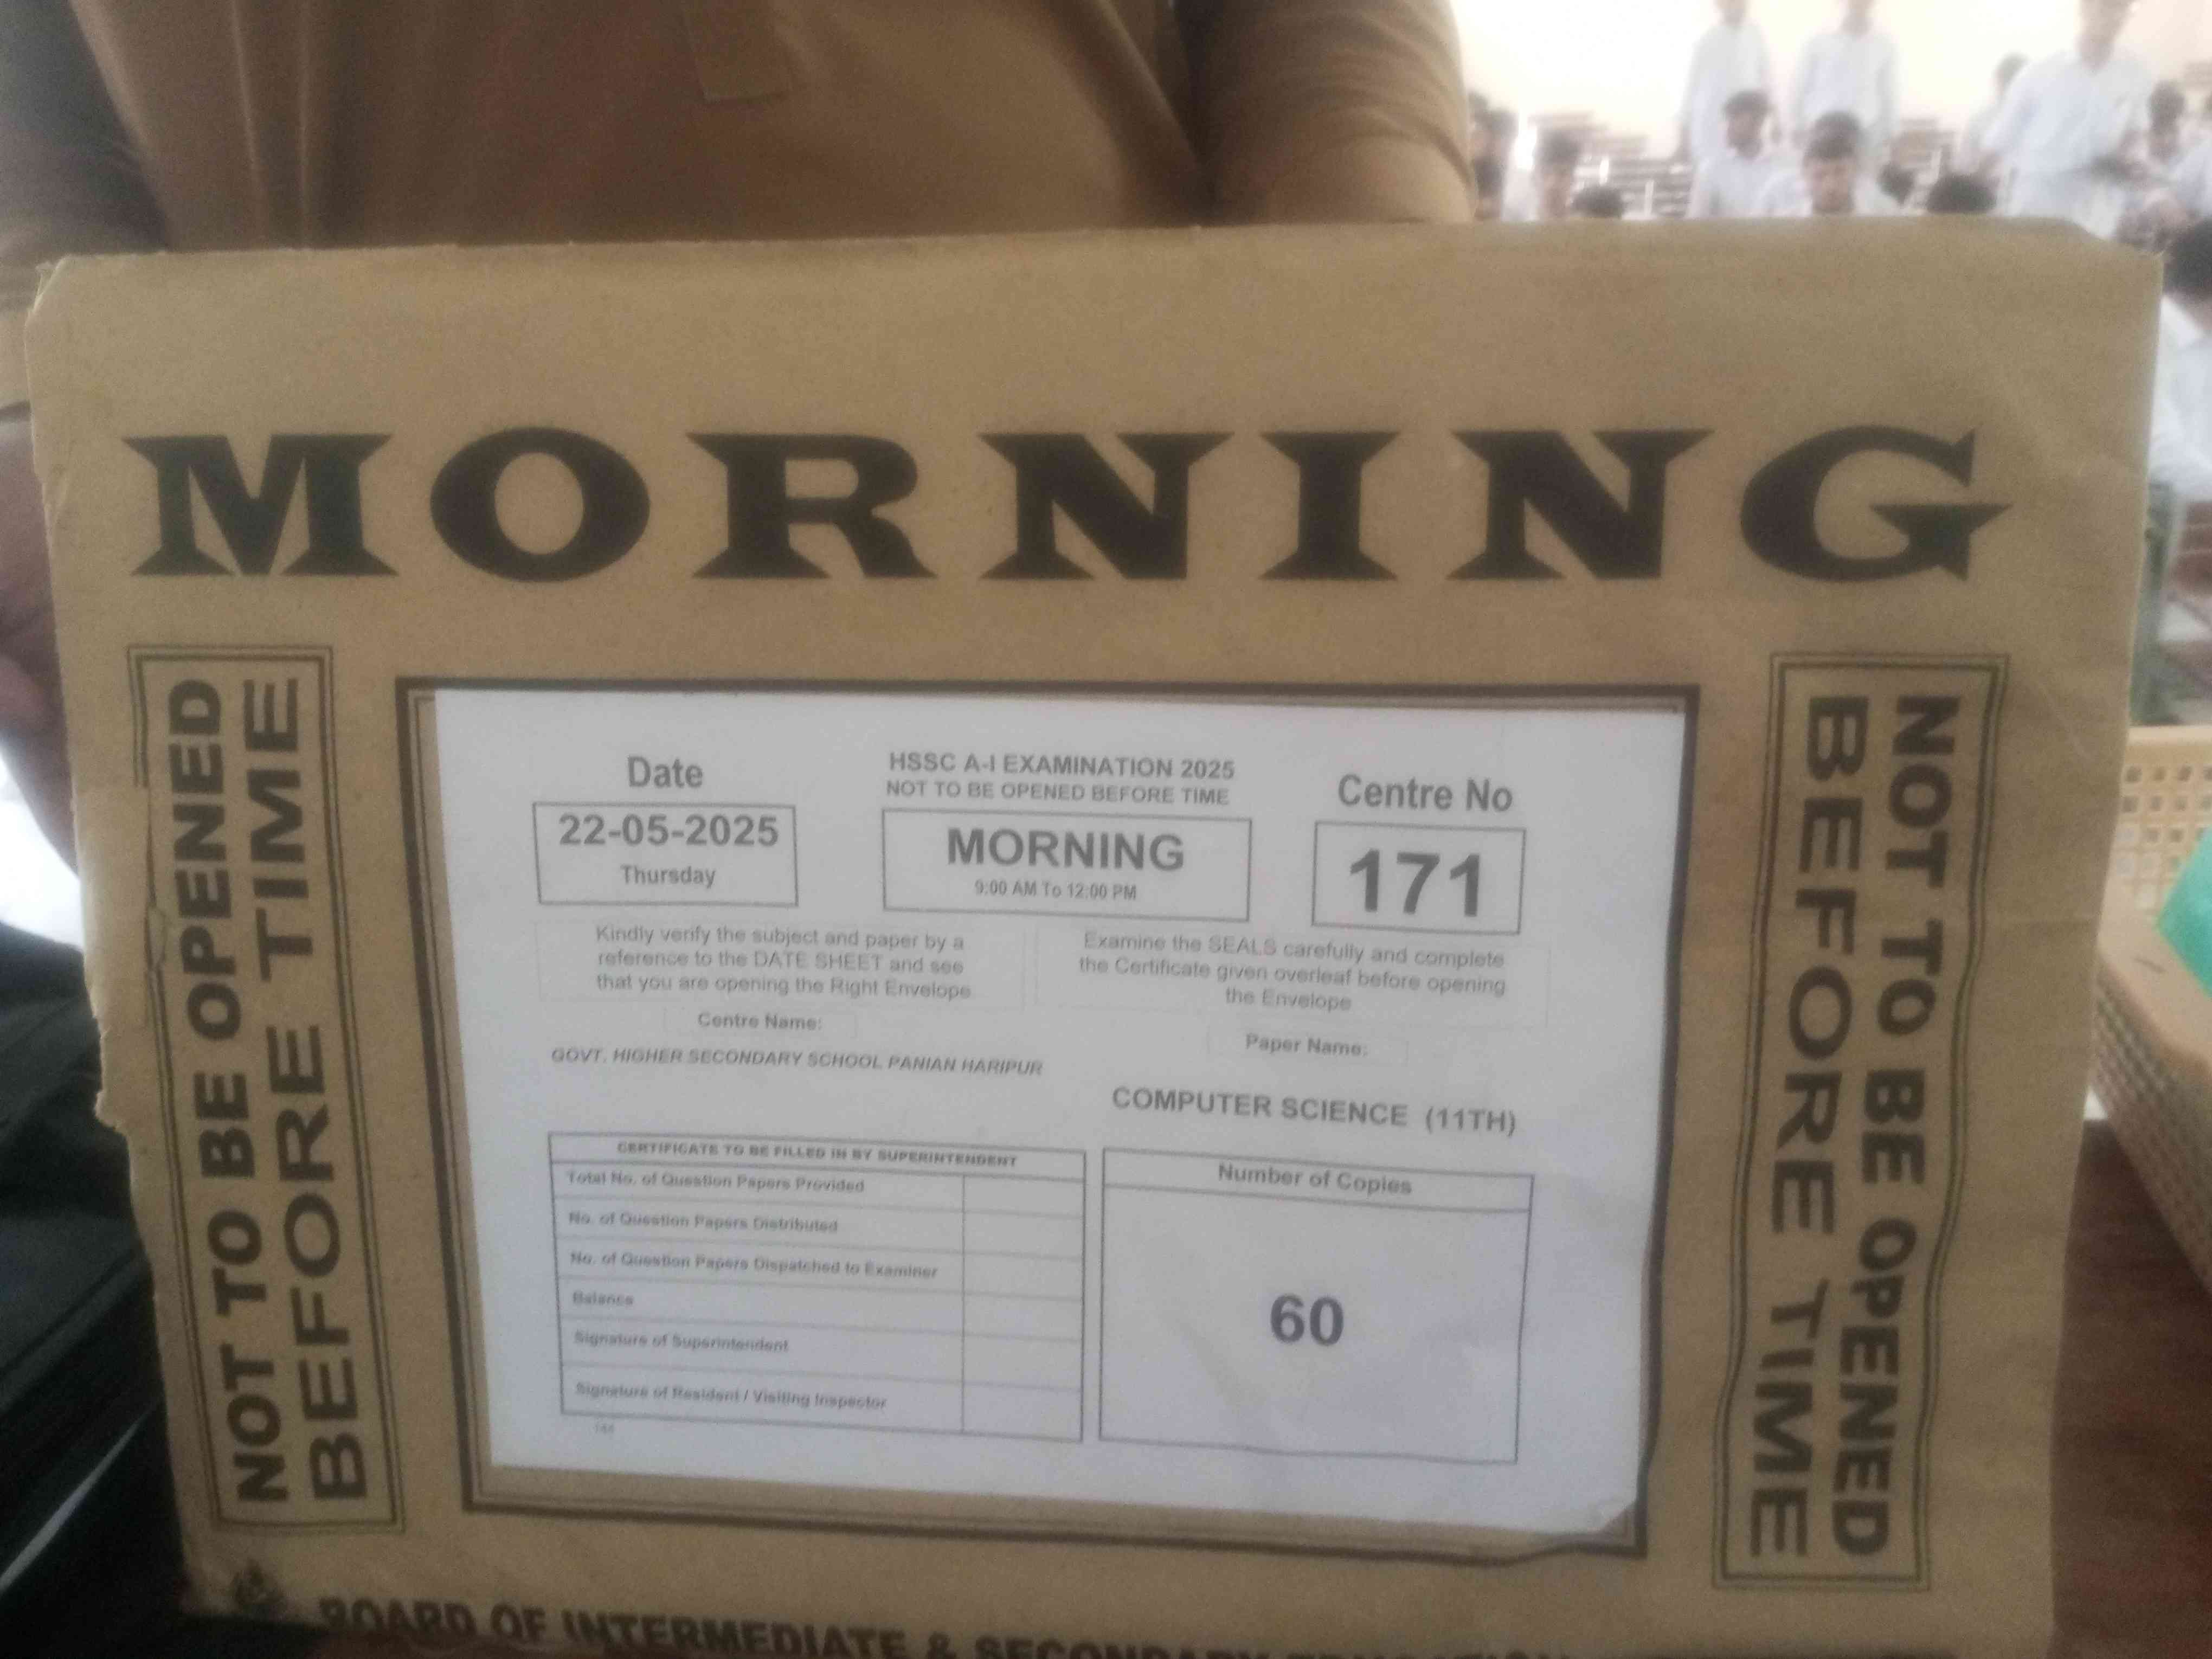 MORNING
NOT TO BE OPENED
BEFORE TIME
Date
22-05-2025
Thursday
HSSC A-I EXAMINATION 2025
NOT TO BE OPENED BEFORE TIME
MORNING
9:00 AM To 12:00 PM
Centre No
171
Kindly verify the subject and paper by a
reference to the DATE SHEET and see
that you are opening the Right Envelope
Examine the SEALS carefully and complete
the Certificate given overleaf before opening
the Envelope
Centre Name:
GOVT. HIGHER SECONDARY SCHOOL PANIAN HARIPUR
Paper Name:
COMPUTER SCIENCE (11TH)
CERTIFICATE TO BE FILLED IN BY SUPERINTENDENT
Total No. of Question Papers Provided
No. of Question Papers Distributed
No. of Question Papers Dispatched to Examiner
Balance
Signature of Superintendent
Signature of Resident / Visiting Inspector
Number of Copies
60
NOT TO BE OPENED
BEFORE TIME
BOARD OF INTERMEDIATE & SECONDARY EDUCATION